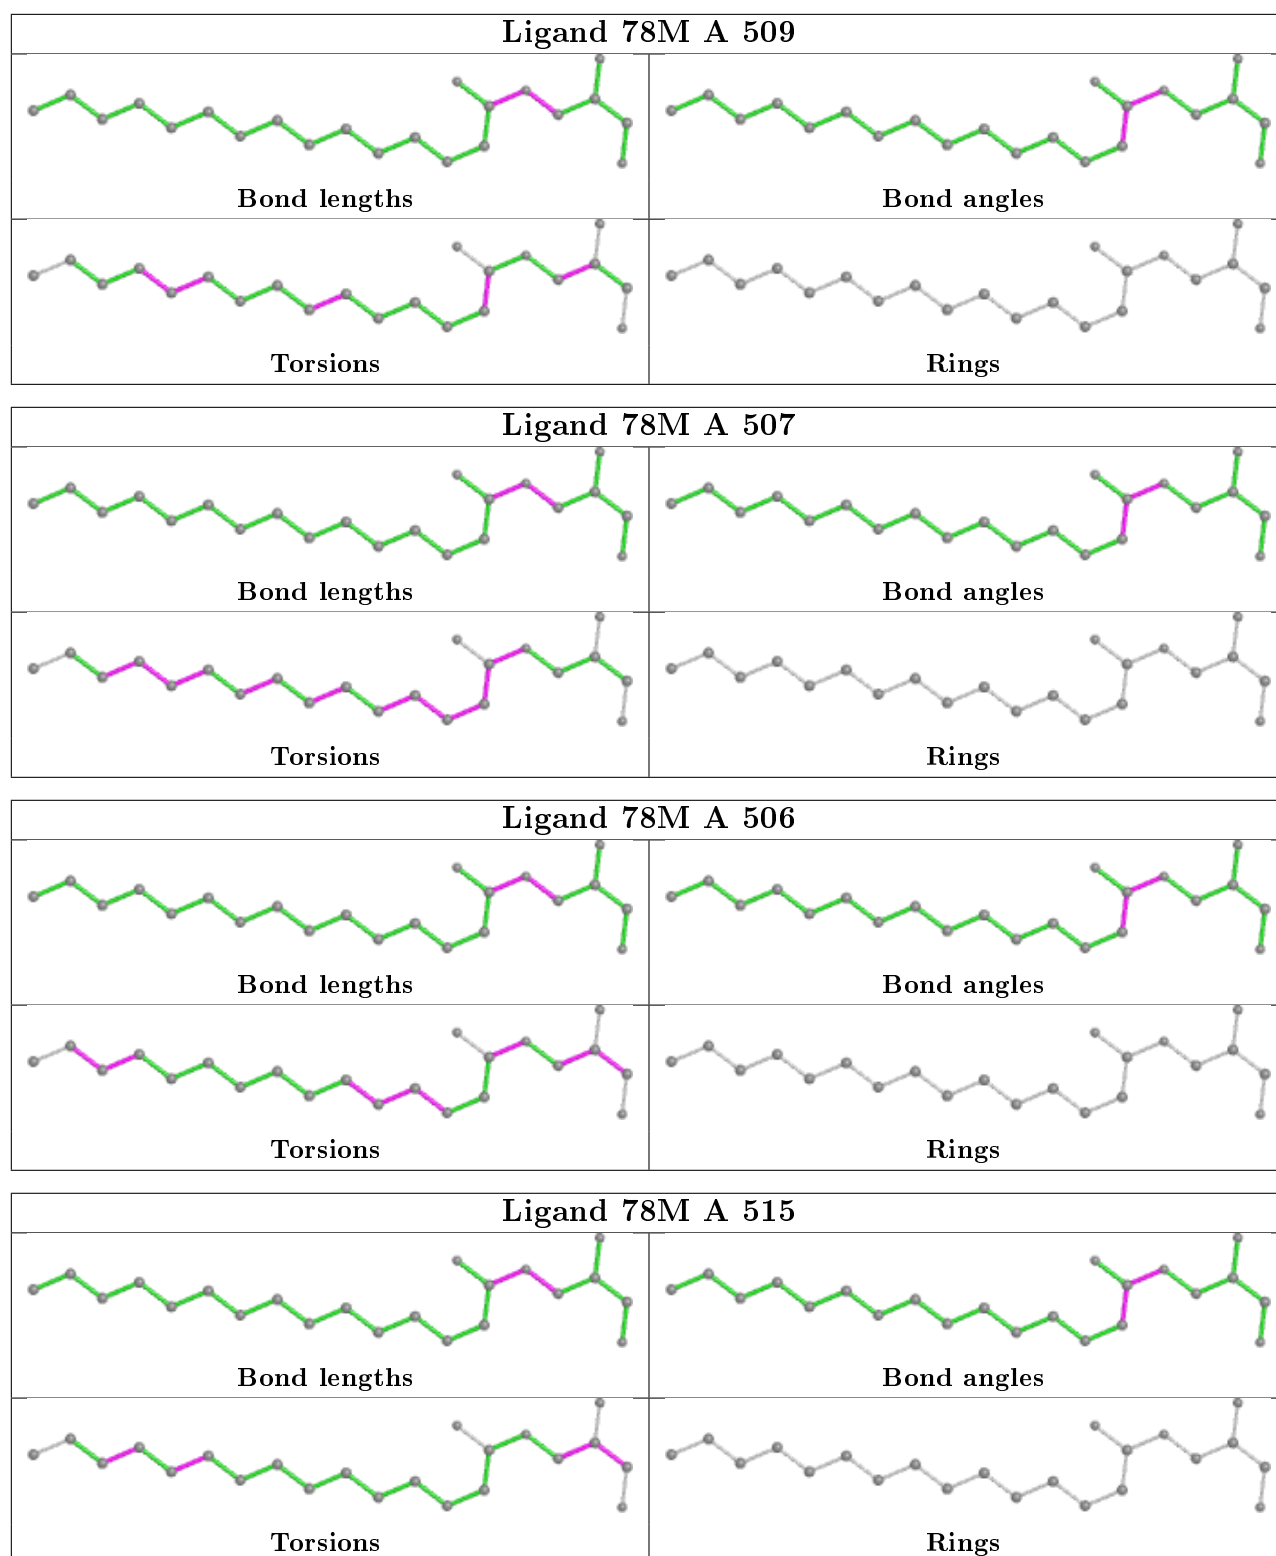 Ligand 78M A 509
Bond lengths
Bond angles
Torsions
Rings
Ligand 78M A 507
Bond lengths
Bond angles
Torsions
Rings
Ligand 78M A 506
Bond lengths
Bond angles
Torsions
Rings
Ligand 78M A 515
Bond lengths
Bond angles
Torsions
Rings